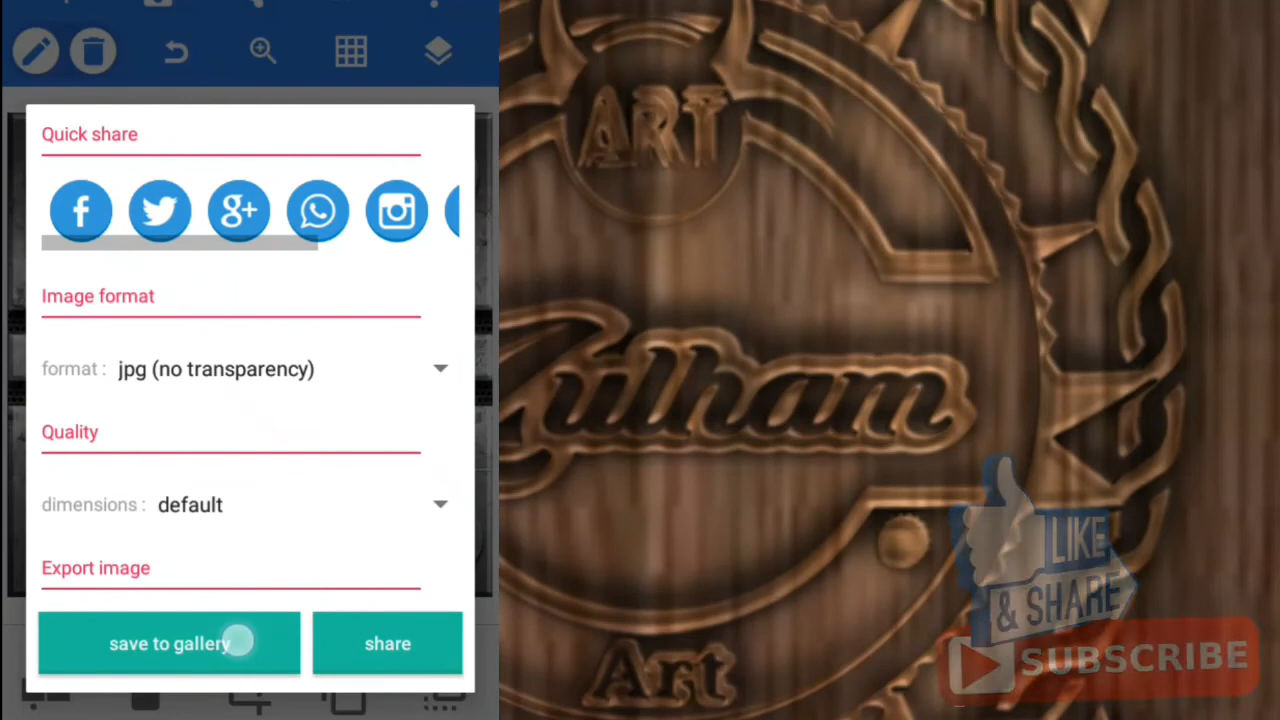 Quick share
Image format
format : jpg (no transparency)
Quality
dimensions : default
Export image
save to gallery
share
ART
Zulham
Art
LIKE
& SHARE
SUBSCRIBE